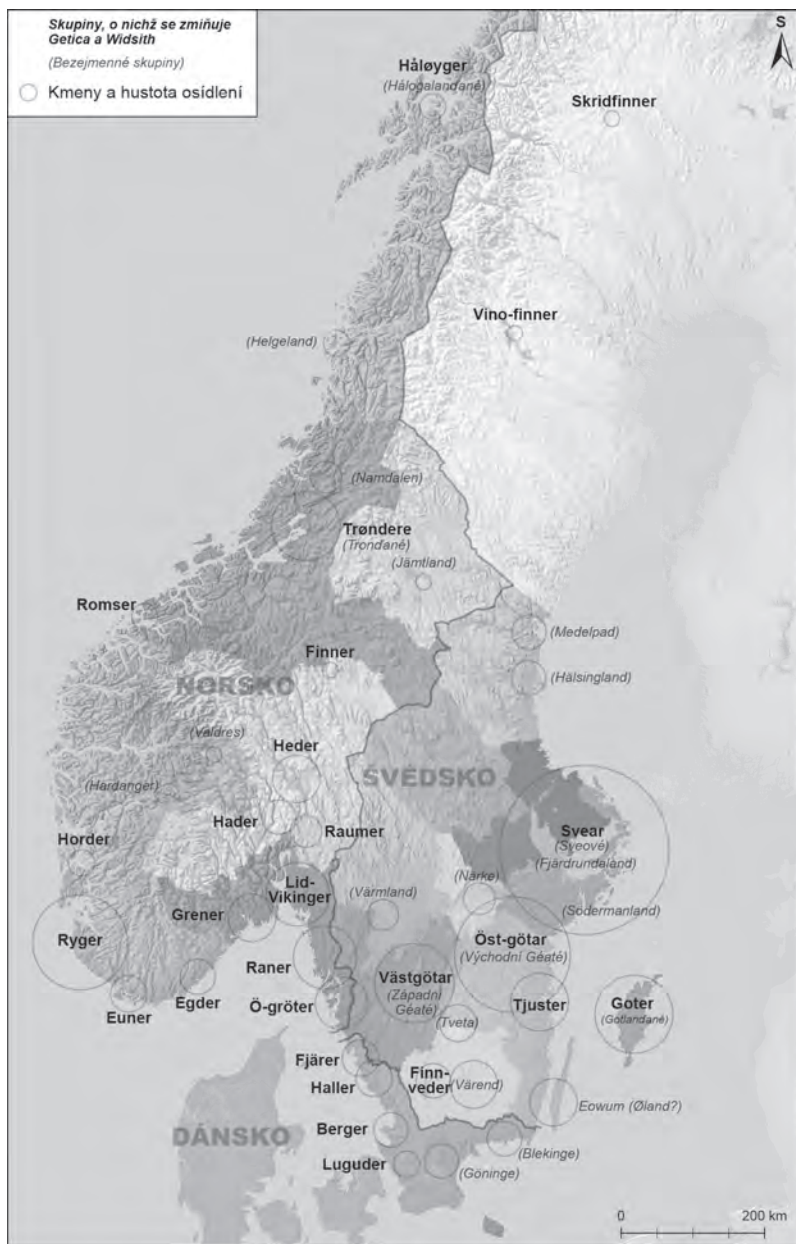 Skupiny, o nichž se zmiňuje
Getica a Widsith
(Bezejmenné skupiny)
Kmeny a hustota osídlení
S
Håløyger
(Hålogalandané)
Skridfinner
Vino-finner
(Helgeland)
(Namdalen)
Trøndere
(Tronďané)
(Jämtland)
Romser
(Medelpad)
Finner
(Hälsingland)
NORSKO
(Valdres)
Heder
ŠVÉDSKO
(Hardanger)
Hader
Raumer
Svear
(Sveové)
(Fjärdrundaland)
Horder
Lid-
Vikinger
(Värmland)
(Närke)
(Södermanland)
Grener
Ryger
Öst-götar
(Východní Géaté)
Raner
Västgötar
(Západní
Géaté)
Egder
Euner
Ö-gröter
Tjuster
Goter
(Gotlanďané)
(Tveta)
Fjärer
Haller
Finn-
veder
(Värend)
Eowum (Øland?)
Berger
DÁNSKO
(Blekinge)
Luguder
(Göninge)
0
200 km